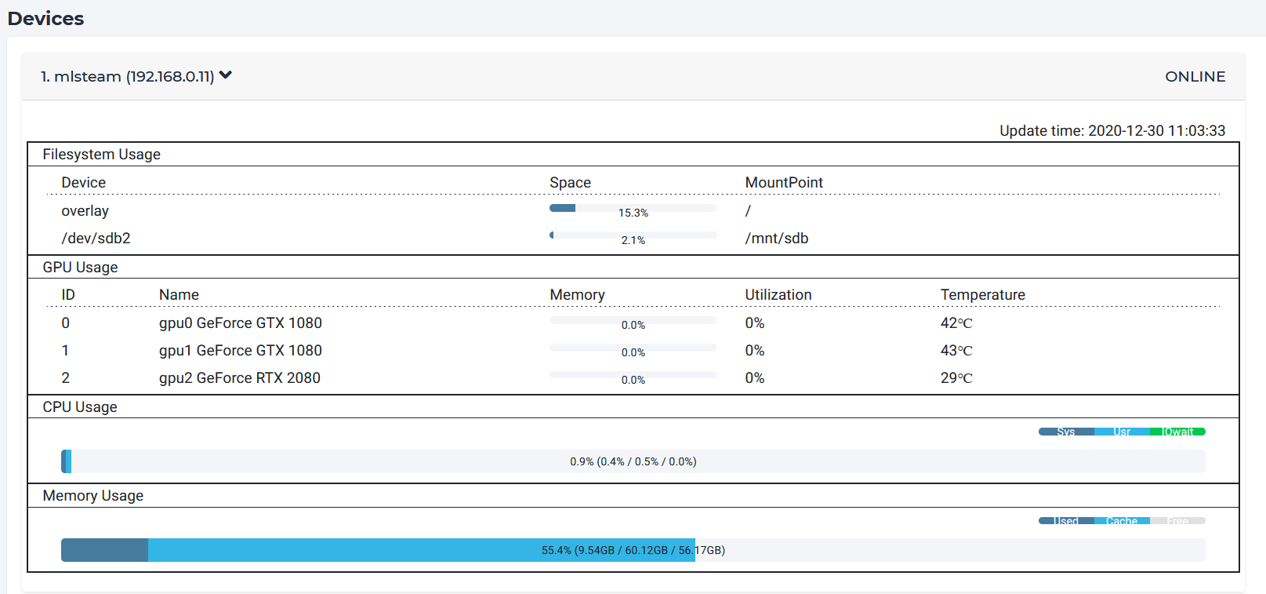 Devices
1. mlsteam (192.168.0.11) ONLINE
Update time: 2020-12-30 11:03:33
Filesystem Usage
Device Space MountPoint
overlay 15.3% /
/dev/sdb2 2.1% /mnt/sdb
GPU Usage
ID Name Memory Utilization Temperature
0 gpu0 GeForce GTX 1080 0.0% 0% 42℃
1 gpu1 GeForce GTX 1080 0.0% 0% 43℃
2 gpu2 GeForce RTX 2080 0.0% 0% 29℃
CPU Usage
Sys Usr IOwait
0.9% (0.4% / 0.5% / 0.0%)
Memory Usage
Used Cache Free
55.4% (9.54GB / 60.12GB / 56.17GB)